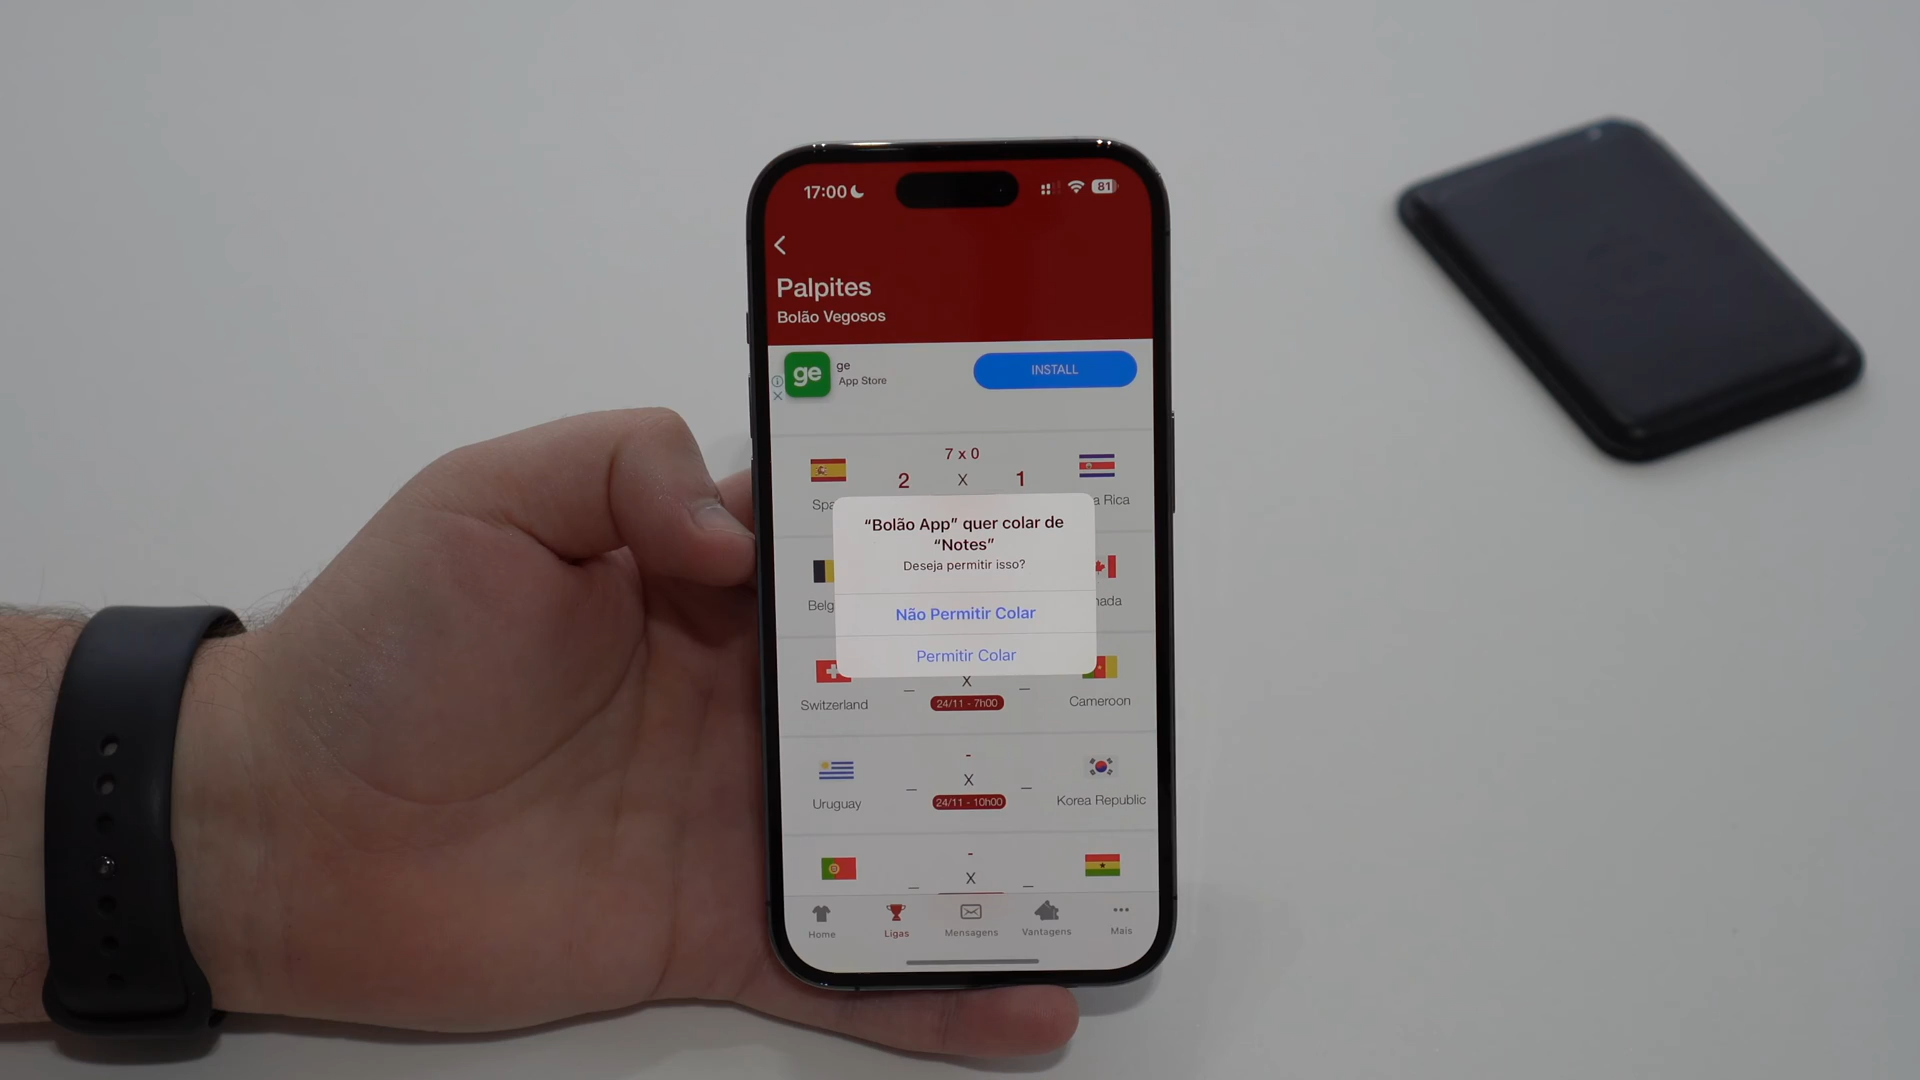 17:00
81
Palpites
Bolão Vegosos
ge
ge
App Store
INSTALL
7 x 0
2 X 1
Spa
a Rica
“Bolão App” quer colar de
“Notes”
Deseja permitir isso?
Não Permitir Colar
Permitir Colar
Belg
nada
– X –
24/11 - 7h00
Switzerland
Cameroon
-
– X –
24/11 - 10h00
Uruguay
Korea Republic
-
– X –
Home
Ligas
Mensagens
Vantagens
Mais